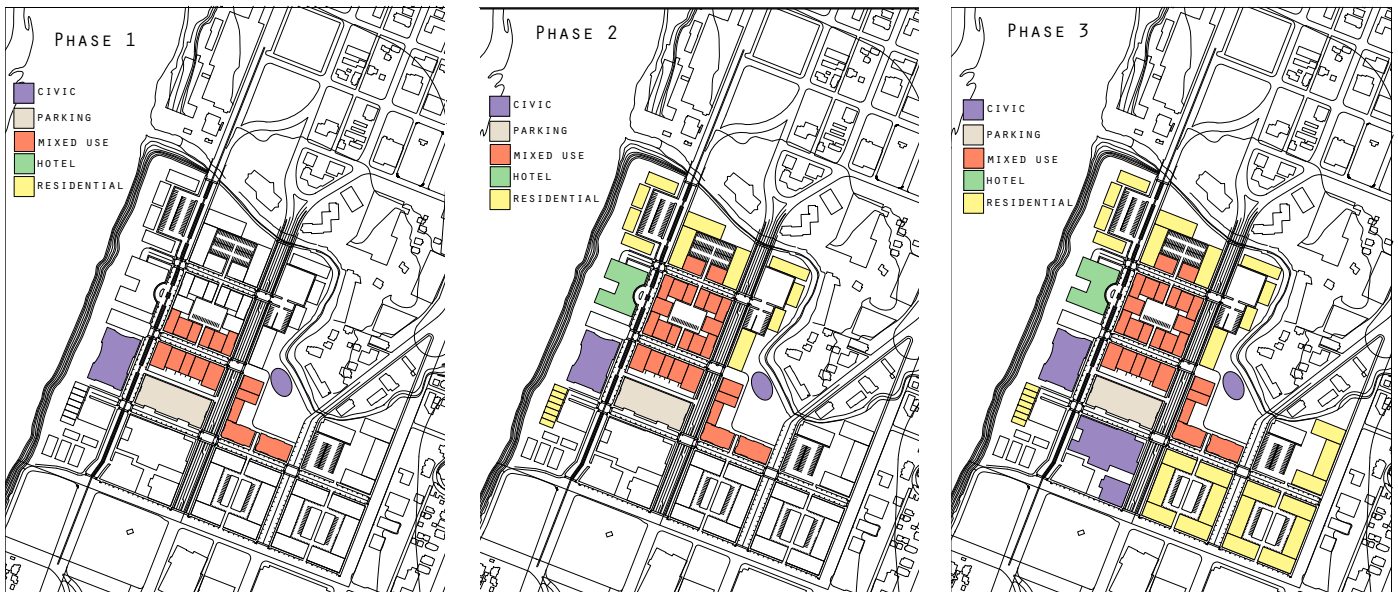 PHASE 1
CIVIC
PARKING
MIXED USE
HOTEL
RESIDENTIAL
PHASE 2
CIVIC
PARKING
MIXED USE
HOTEL
RESIDENTIAL
PHASE 3
CIVIC
PARKING
MIXED USE
HOTEL
RESIDENTIAL